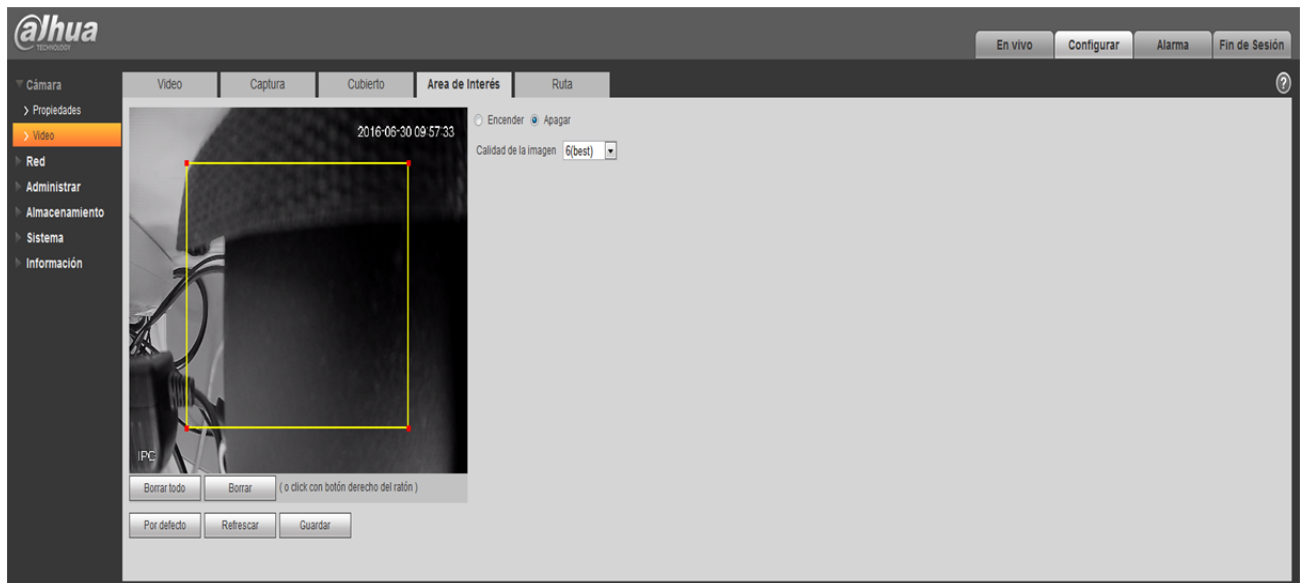 alhua
TECHNOLOGY
En vivo
Configurar
Alarma
Fin de Sesión
Cámara
Propiedades
Video
Red
Administrar
Almacenamiento
Sistema
Información
Video
Captura
Cubierto
Area de Interés
Ruta
?
2016-06-30 09:57:33
IPC
Encender
Apagar
Calidad de la imagen 6(best)
Borrar todo
Borrar
( o click con botón derecho del ratón )
Por defecto
Refrescar
Guardar